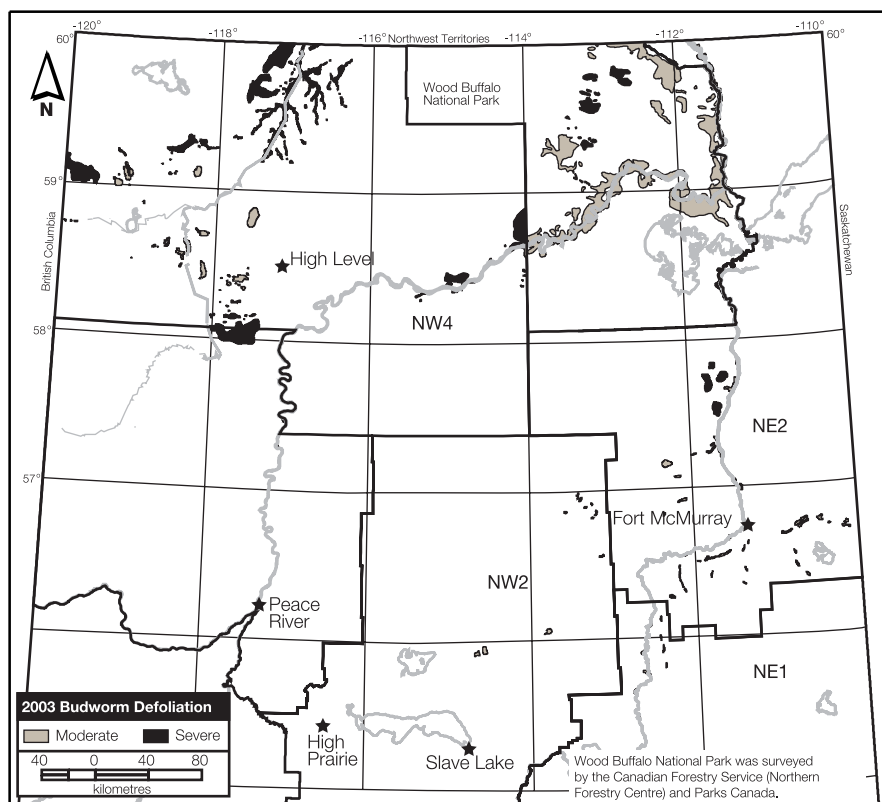 -120°
-118°
-116°
Northwest Territories
-114°
-112°
-110°
60°
60°
N
Wood Buffalo
National Park
59°
British Columbia
Saskatchewan
High Level
58°
NW4
NE2
57°
Fort McMurray
NW2
Peace
River
NE1
2003 Budworm Defoliation
Moderate
Severe
40 0 40 80
kilometres
High
Prairie
Slave Lake
Wood Buffalo National Park was surveyed
by the Canadian Forestry Service (Northern
Forestry Centre) and Parks Canada.